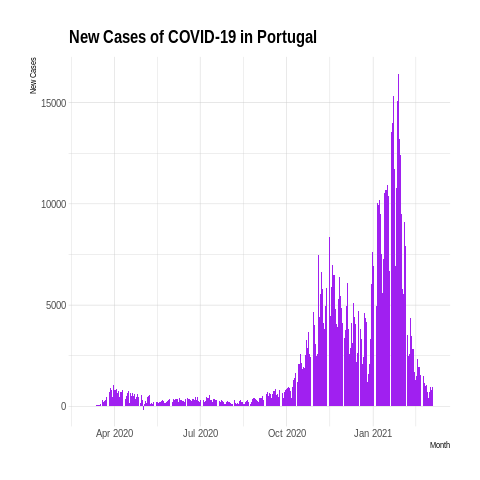 New Cases of COVID-19 in Portugal
New Cases
15000
10000
5000
0
Apr 2020 Jul 2020 Oct 2020 Jan 2021
Month